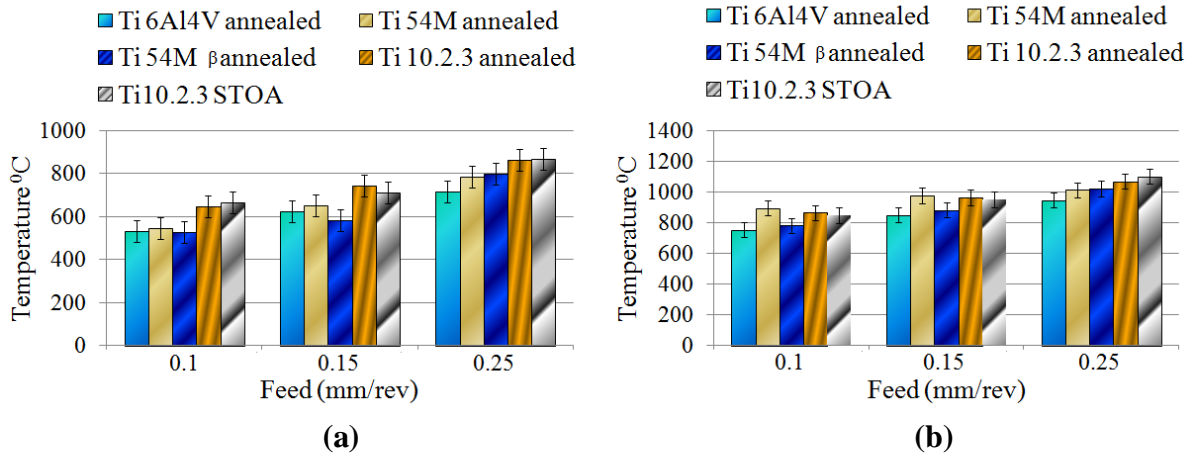 Ti 6Al4V annealed Ti 54M annealed
Ti 54M β annealed Ti 10.2.3 annealed
Ti10.2.3 STOA
1000
800
600
400
200
0
Temperature ⁰C
0.1 0.15 0.25
Feed (mm/rev)
(a)
Ti 6Al4V annealed Ti 54M annealed
Ti 54M β annealed Ti 10.2.3 annealed
Ti10.2.3 STOA
1400
1200
1000
800
600
400
200
0
Temperature ⁰C
0.1 0.15 0.25
Feed (mm/rev)
(b)